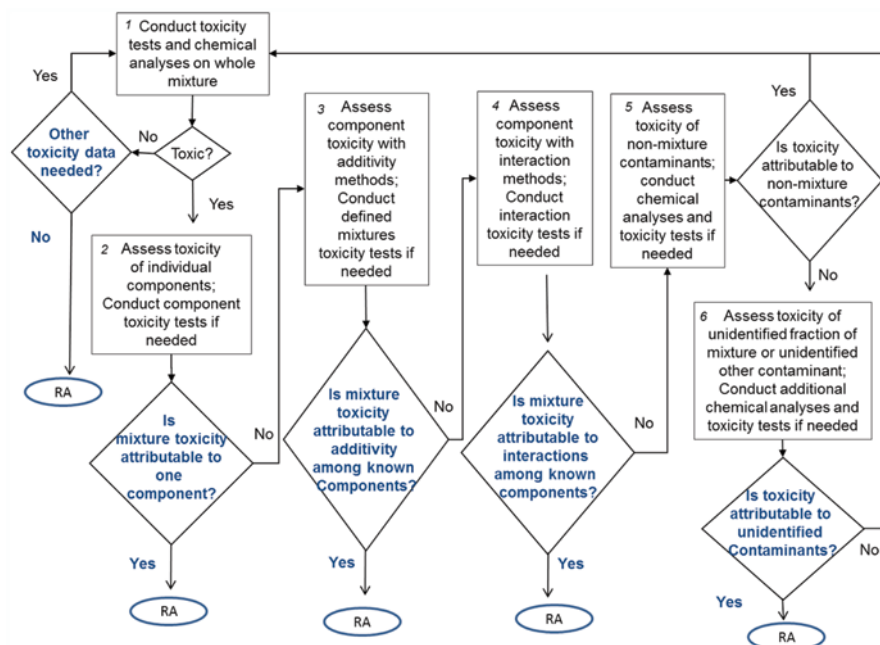 1 Conduct toxicity
tests and chemical
analyses on whole
mixture
Yes
Other
toxicity data
needed?
No
Toxic?
No
Yes
RA
2 Assess toxicity
of individual
components;
Conduct component
toxicity tests if
needed
Is
mixture toxicity
attributable to
one
component?
No
Yes
RA
3 Assess
component
toxicity with
additivity
methods;
Conduct
defined
mixtures
toxicity tests if
needed
Is mixture
toxicity
attributable to
additivity
among known
Components?
No
Yes
RA
4 Assess
component
toxicity with
interaction
methods;
Conduct
interaction
toxicity tests if
needed
Is mixture
toxicity
attributable to
interactions
among known
components?
No
Yes
RA
5 Assess
toxicity of
non-mixture
contaminants;
conduct
chemical
analyses and
toxicity tests if
needed
Yes
Is toxicity
attributable to
non-mixture
contaminants?
No
6 Assess toxicity of
unidentified fraction of
mixture or unidentified
other contaminant;
Conduct additional
chemical analyses and
toxicity tests if needed
Is toxicity
attributable to
unidentified
Contaminants?
No
Yes
RA